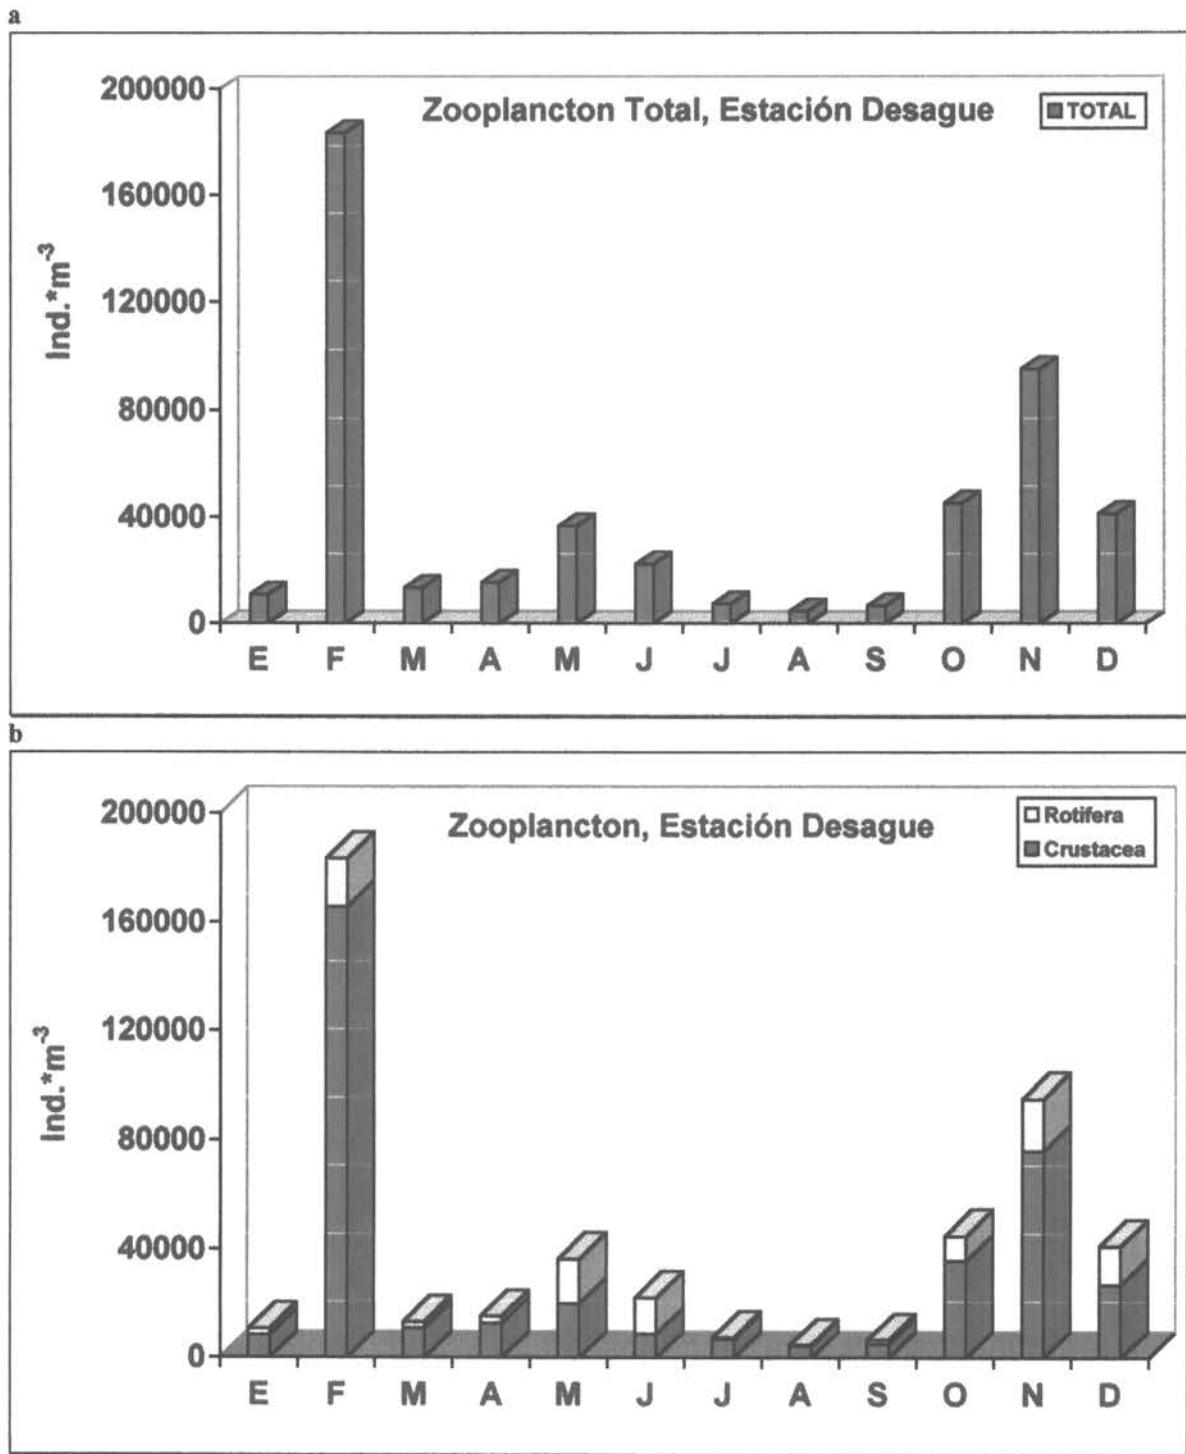 a
Zooplancton Total, Estación Desague
TOTAL
200000
160000
120000
80000
40000
0
Ind.*m-3
E F M A M J J A S O N D
b
Zooplancton, Estación Desague
Rotifera
Crustacea
200000
160000
120000
80000
40000
0
Ind.*m-3
E F M A M J J A S O N D